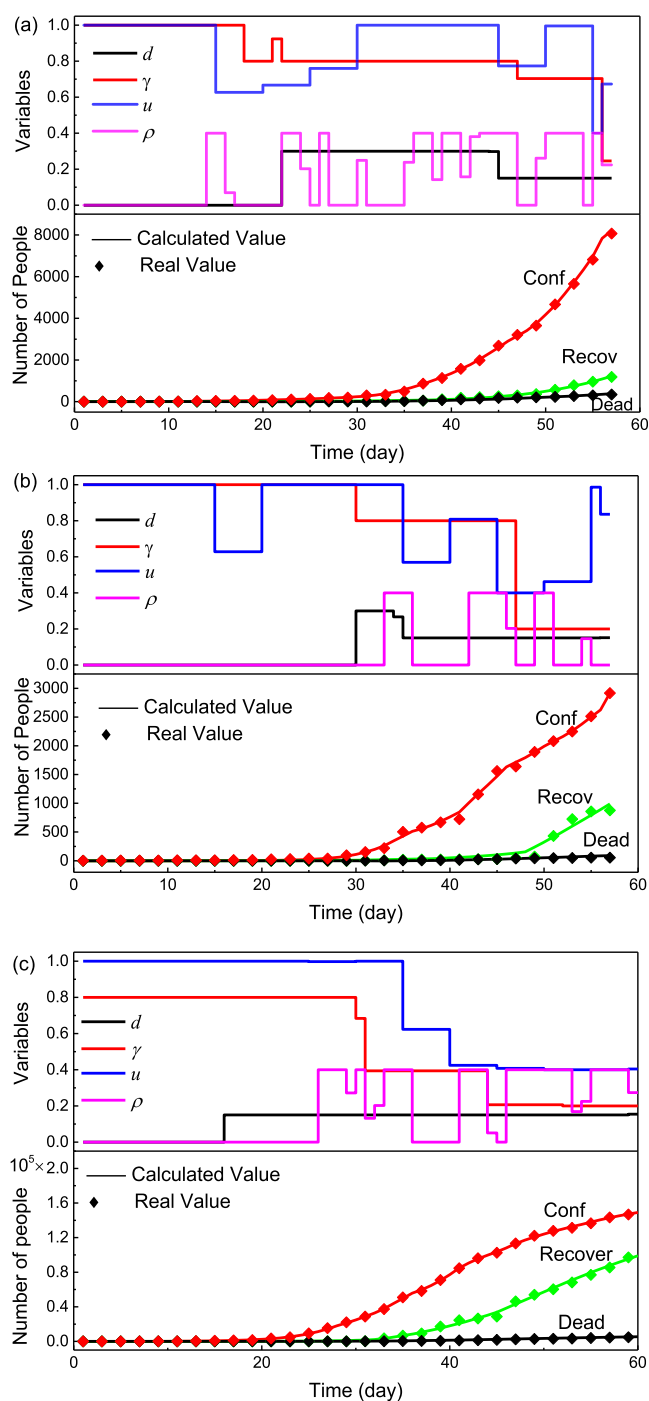 (a)
1.0
0.8
0.6
0.4
0.2
0.0
Variables
d
γ
u
ρ
8000
6000
4000
2000
0
Number of People
Calculated Value
Real Value
Conf
Recov
Dead
0 10 20 30 40 50 60
Time (day)
(b)
1.0
0.8
0.6
0.4
0.2
0.0
Variables
d
γ
u
ρ
3000
2500
2000
1500
1000
500
0
Number of People
Calculated Value
Real Value
Conf
Recov
Dead
0 10 20 30 40 50 60
Time (day)
(c)
1.0
0.8
0.6
0.4
0.2
0.0
Variables
d
γ
u
ρ
10⁵×2.0
1.6
1.2
0.8
0.4
0.0
Number of people
Calculated Value
Real Value
Conf
Recover
Dead
0 20 40 60
Time (day)